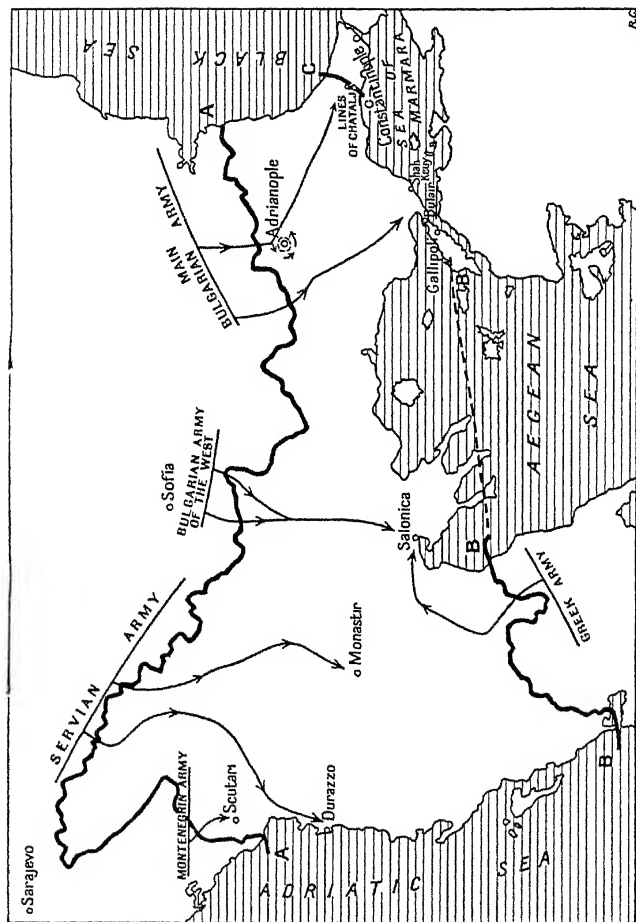 Sarajevo
SERVIAN ARMY
MONTENEGRIN ARMY
Scutari
A
Durazzo
Monastir
ADRIATIC
SEA
Sofia
BULGARIAN ARMY
OF THE WEST
Salonica
B
GREEK ARMY
B
MAIN
BULGARIAN ARMY
Adrianople
A
BLACK
SEA
C
LINES
OF CHATALJA
C
Constantinople
SEA OF
MARMARA
Shah
Keuy
Bulair
Gallipoli
B
AEGEAN
SEA
R.G.